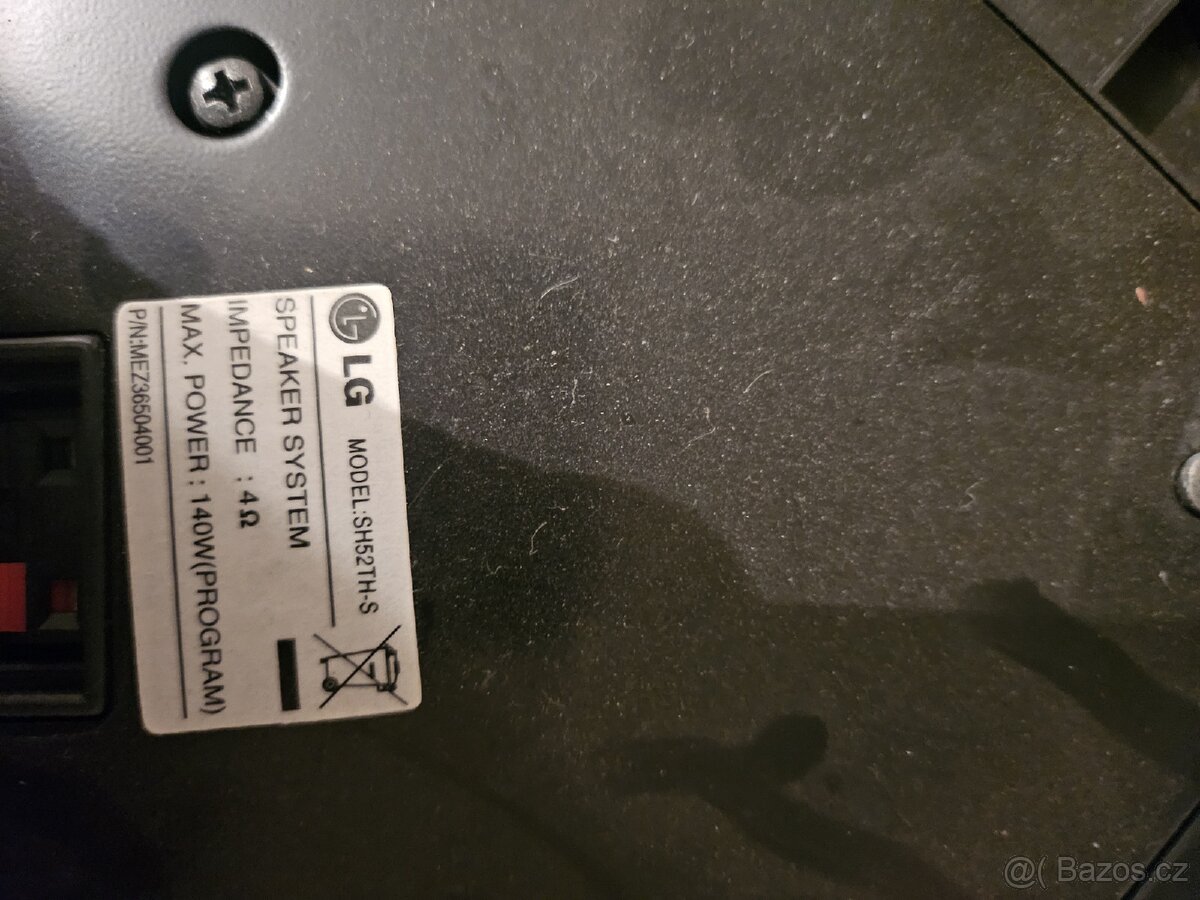 LG MODEL:SH52TH-S
SPEAKER SYSTEM
IMPEDANCE : 4Ω
MAX. POWER : 140W(PROGRAM)
P/N:MEZ36504001
@( Bazos.cz